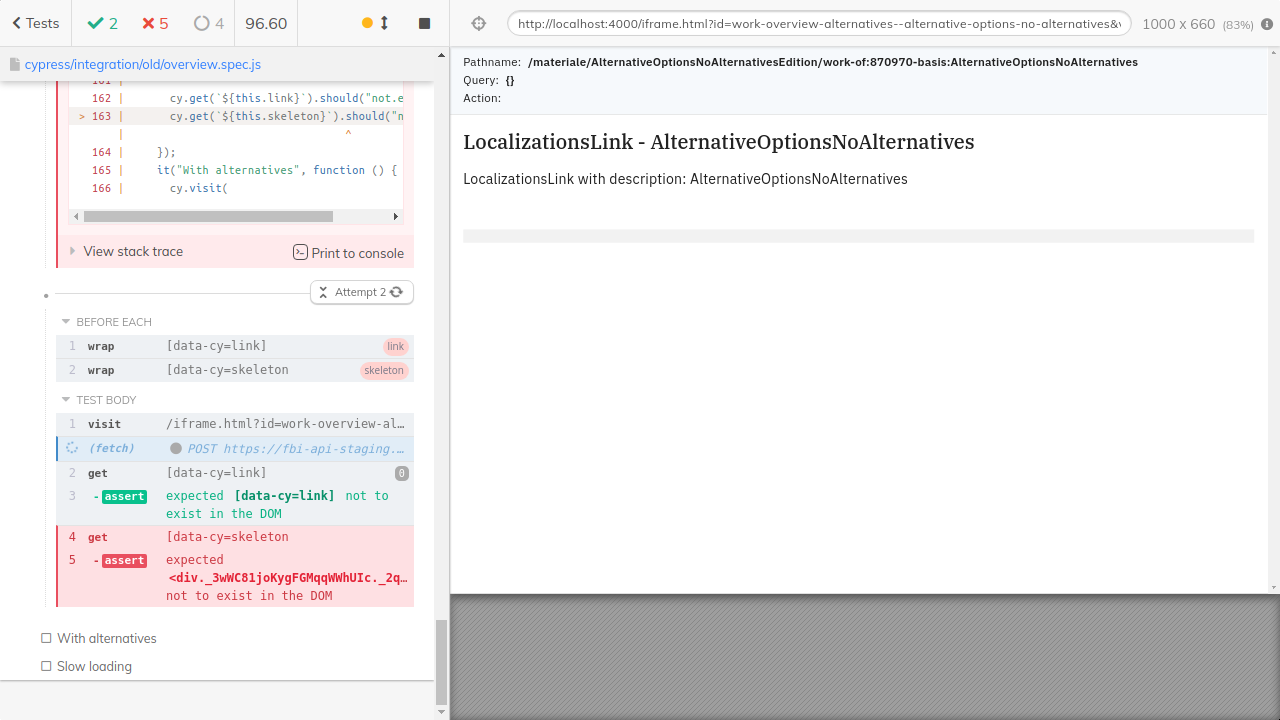 Tests
2
5
4
96.60
cypress/integration/old/overview.spec.js
161 |
162 | cy.get(`${this.link}`).should("not.e
> 163 | cy.get(`${this.skeleton}`).should("n
| ^
164 | });
165 | it("With alternatives", function () {
166 | cy.visit(
View stack trace
Print to console
Attempt 2
BEFORE EACH
1 wrap [data-cy=link] link
2 wrap [data-cy=skeleton skeleton
TEST BODY
1 visit /iframe.html?id=work-overview-al…
(fetch) POST https://fbi-api-staging.…
2 get [data-cy=link] 0
3 -assert expected [data-cy=link] not to
exist in the DOM
4 get [data-cy=skeleton
5 -assert expected
<div._3wWC81joKygFGMqqWWhUIc._2q…
not to exist in the DOM
With alternatives
Slow loading
http://localhost:4000/iframe.html?id=work-overview-alternatives--alternative-options-no-alternatives&v
1000 x 660 (83%)
Pathname: /materiale/AlternativeOptionsNoAlternativesEdition/work-of:870970-basis:AlternativeOptionsNoAlternatives
Query: {}
Action:
LocalizationsLink - AlternativeOptionsNoAlternatives
LocalizationsLink with description: AlternativeOptionsNoAlternatives